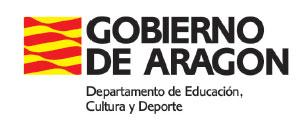 GOBIERNO
DE ARAGON
Departamento de Educación,
Cultura y Deporte